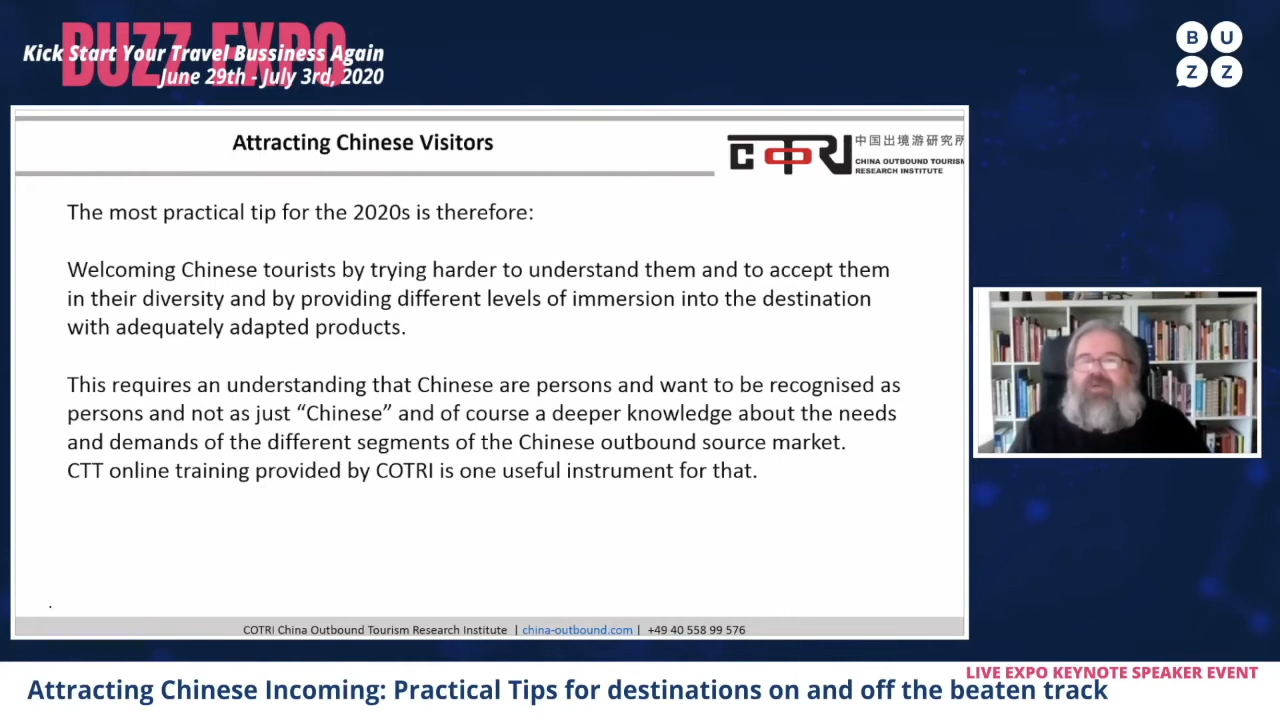 BUZZ EXPO
Kick Start Your Travel Bussiness Again
June 29th - July 3rd, 2020
B U
Z Z
Attracting Chinese Visitors
COTRI
中国出境游研究所
CHINA OUTBOUND TOURISM
RESEARCH INSTITUTE
The most practical tip for the 2020s is therefore:
Welcoming Chinese tourists by trying harder to understand them and to accept them
in their diversity and by providing different levels of immersion into the destination
with adequately adapted products.
This requires an understanding that Chinese are persons and want to be recognised as
persons and not as just “Chinese” and of course a deeper knowledge about the needs
and demands of the different segments of the Chinese outbound source market.
CTT online training provided by COTRI is one useful instrument for that.
.
COTRI China Outbound Tourism Research Institute | china-outbound.com | +49 40 558 99 576
LIVE EXPO KEYNOTE SPEAKER EVENT
Attracting Chinese Incoming: Practical Tips for destinations on and off the beaten track